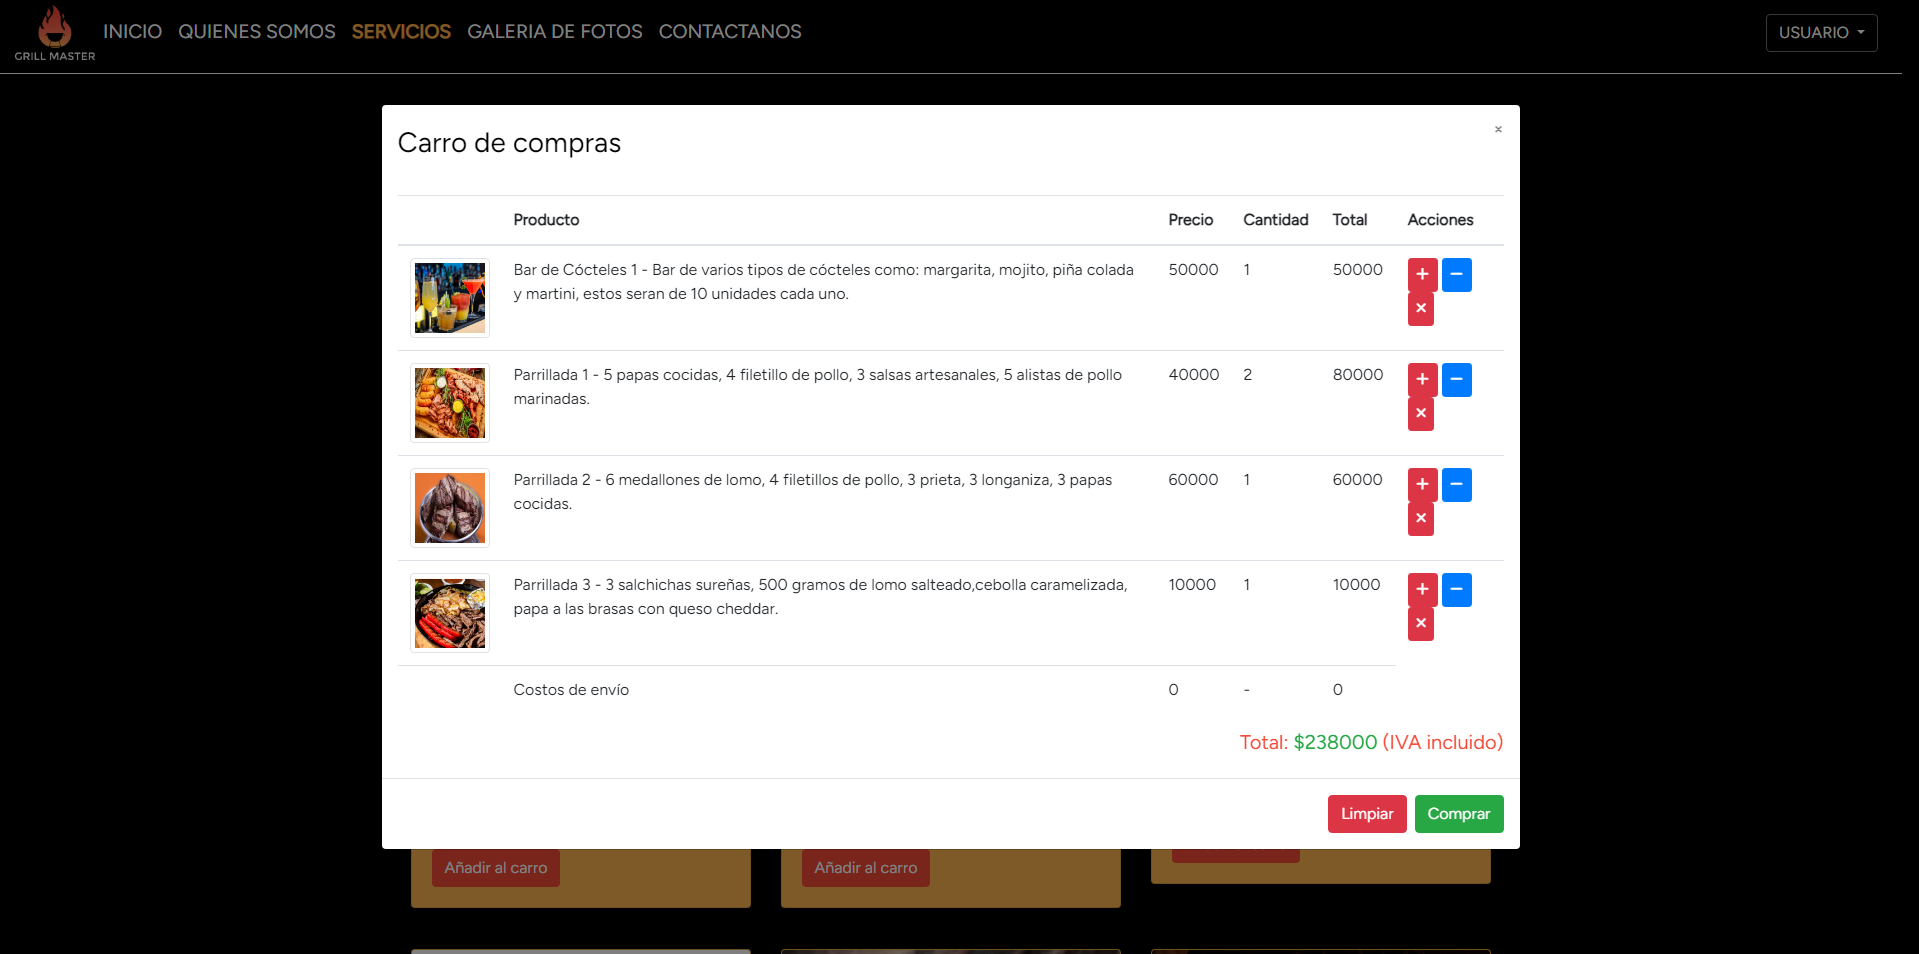 INICIO QUIENES SOMOS SERVICIOS GALERIA DE FOTOS CONTACTANOS USUARIO
GRILL MASTER
Carro de compras ×
Producto Precio Cantidad Total Acciones
Bar de Cócteles 1 - Bar de varios tipos de cócteles como: margarita, mojito, piña colada 50000 1 50000 + −
y martini, estos seran de 10 unidades cada uno. ×
Parrillada 1 - 5 papas cocidas, 4 filetillo de pollo, 3 salsas artesanales, 5 alistas de pollo 40000 2 80000 + −
marinadas. ×
Parrillada 2 - 6 medallones de lomo, 4 filetillos de pollo, 3 prieta, 3 longaniza, 3 papas 60000 1 60000 + −
cocidas. ×
Parrillada 3 - 3 salchichas sureñas, 500 gramos de lomo salteado,cebolla caramelizada, 10000 1 10000 + −
papa a las brasas con queso cheddar. ×
Costos de envío 0 - 0
Total: $238000 (IVA incluido)
Limpiar Comprar
Añadir al carro Añadir al carro